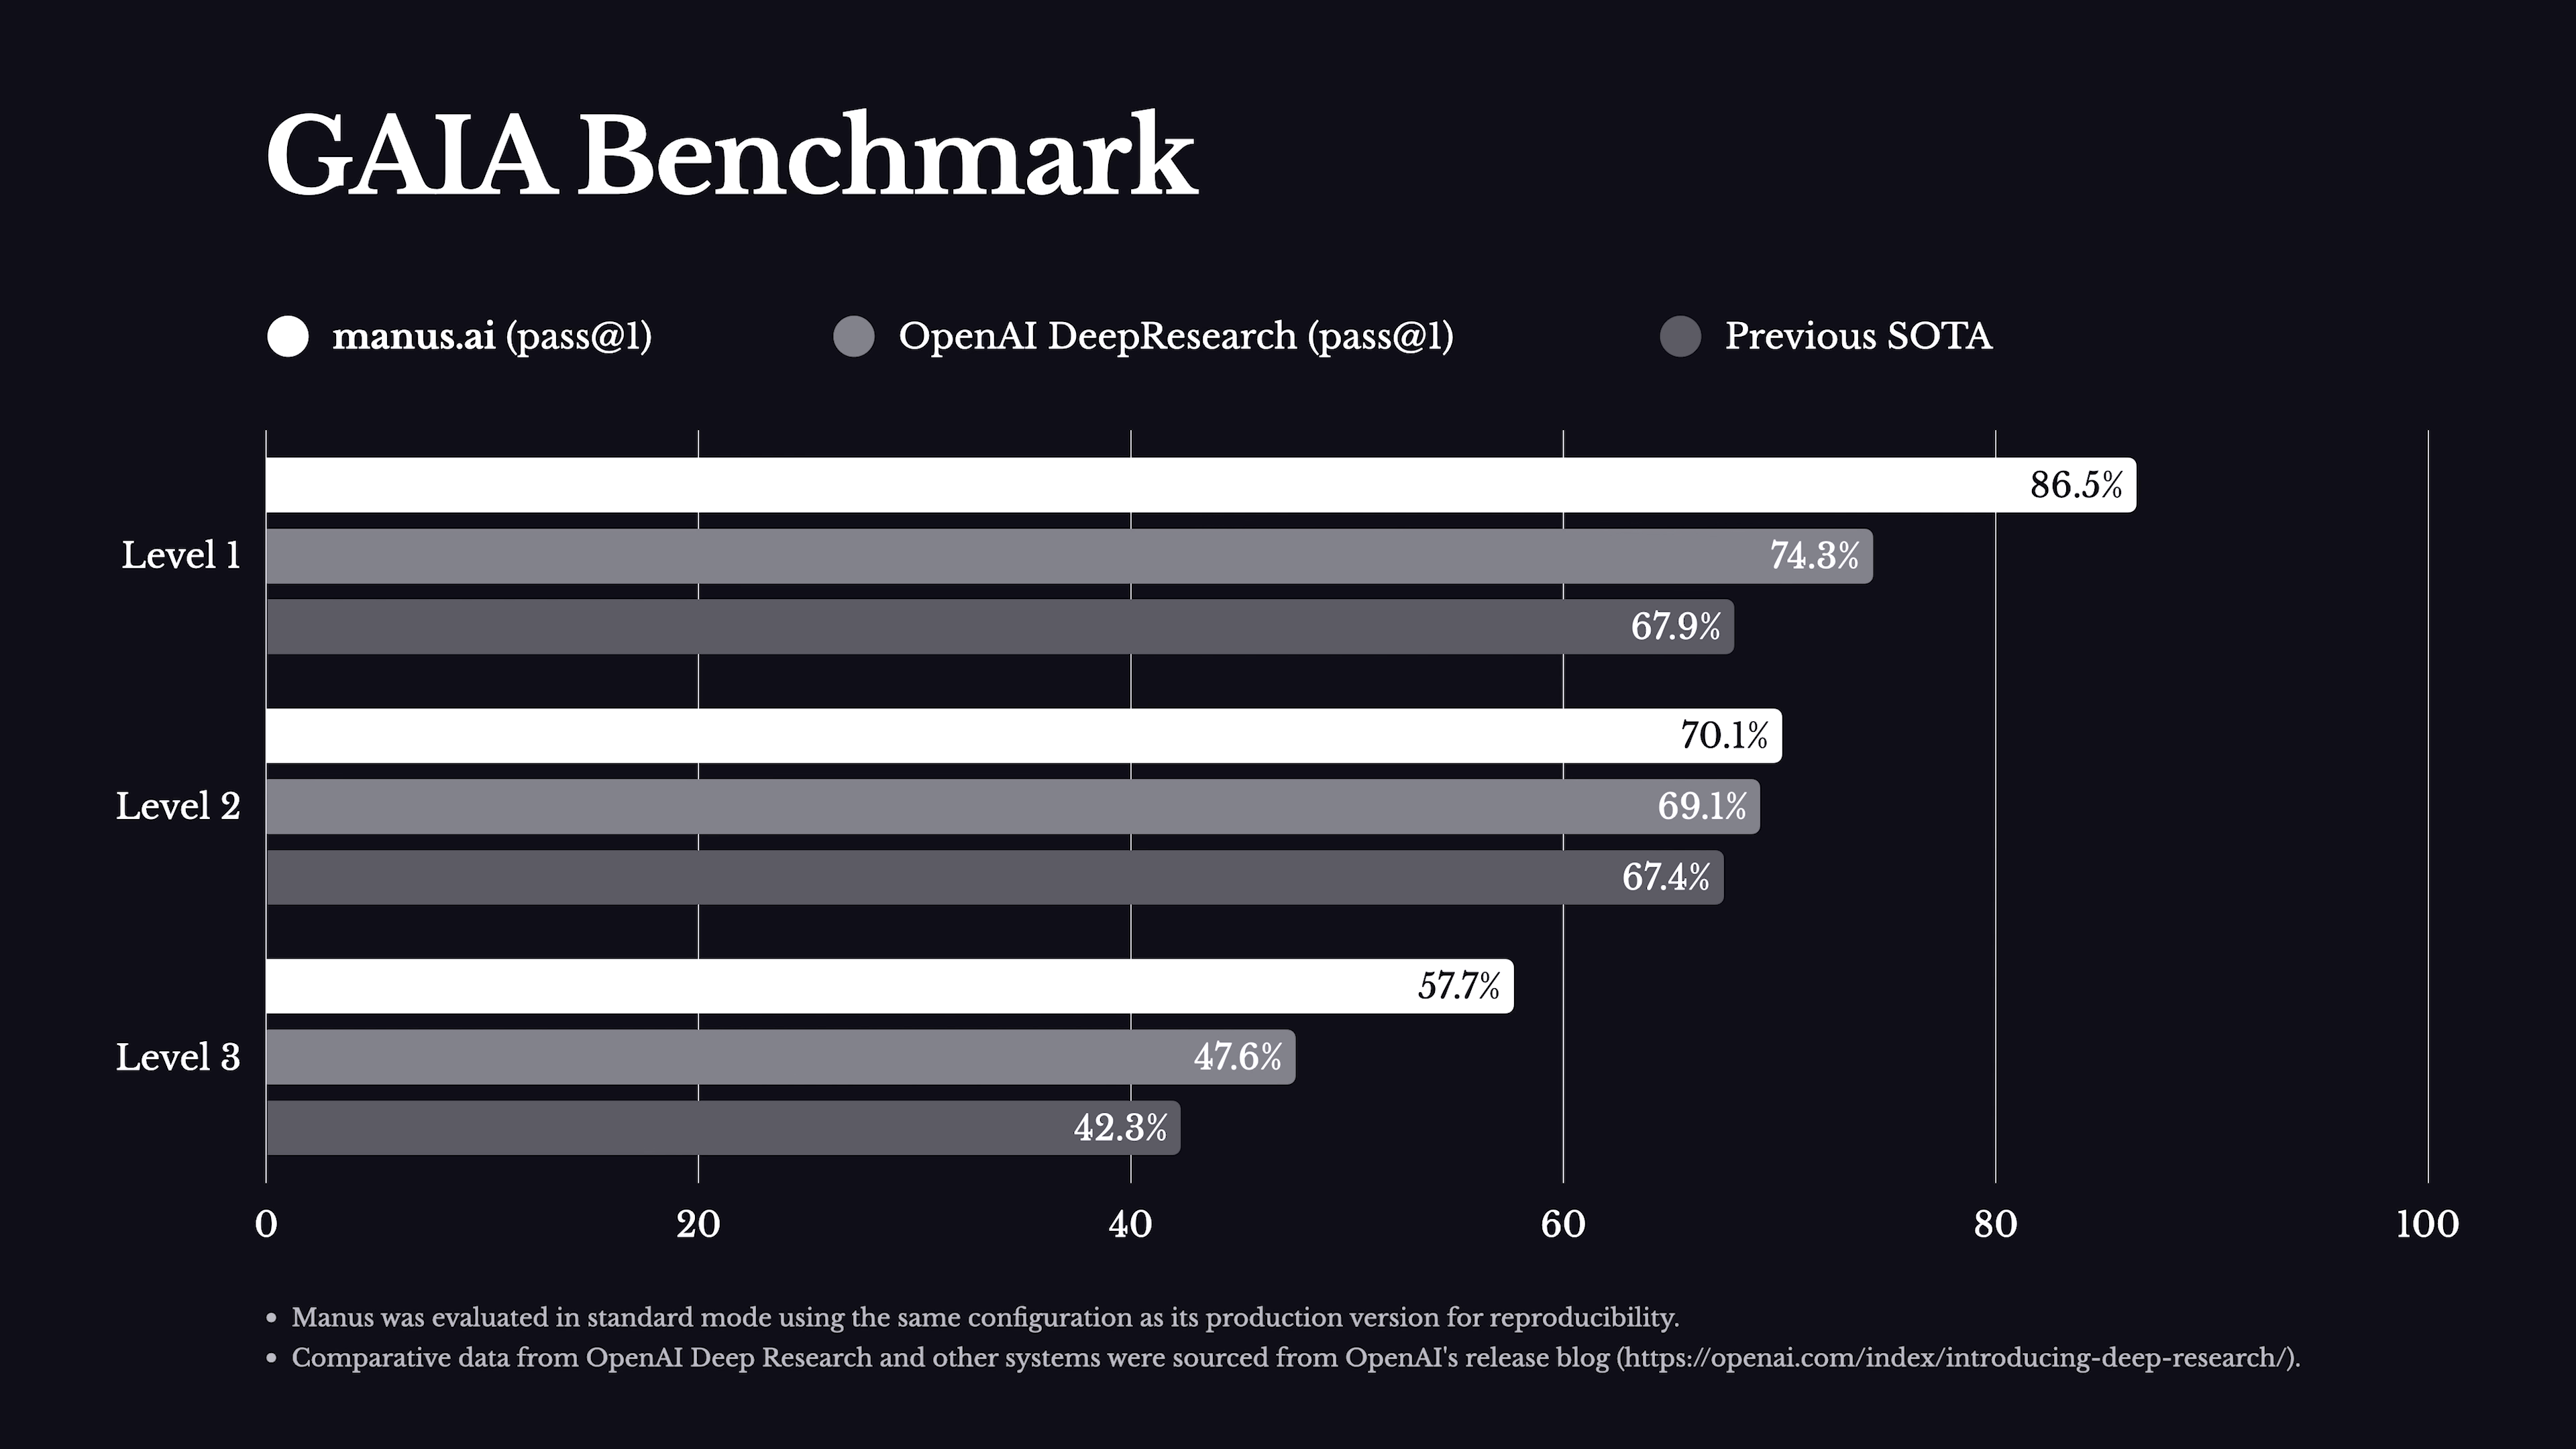 GAIA Benchmark
manus.ai (pass@1)
OpenAI DeepResearch (pass@1)
Previous SOTA
Level 1
86.5%
74.3%
67.9%
Level 2
70.1%
69.1%
67.4%
Level 3
57.7%
47.6%
42.3%
0 20 40 60 80 100
• Manus was evaluated in standard mode using the same configuration as its production version for reproducibility.
• Comparative data from OpenAI Deep Research and other systems were sourced from OpenAI's release blog (https://openai.com/index/introducing-deep-research/).